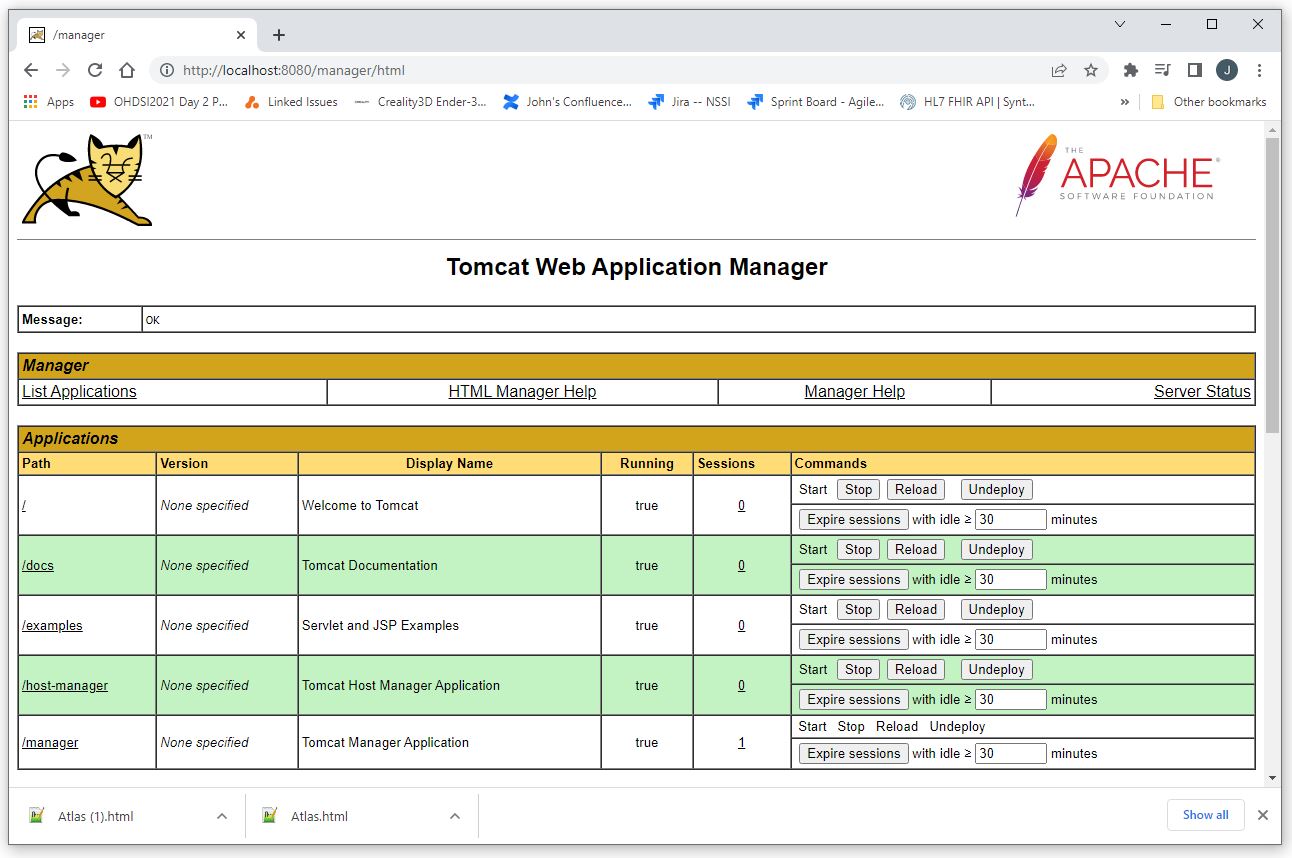 /manager
http://localhost:8080/manager/html
J
Apps OHDSI2021 Day 2 P... Linked Issues Creality3D Ender-3... John's Confluence... Jira -- NSSI Sprint Board - Agile... HL7 FHIR API | Synt... » Other bookmarks
TM
THE
APACHE®
SOFTWARE FOUNDATION
Tomcat Web Application Manager
Message: OK
Manager
List Applications HTML Manager Help Manager Help Server Status
Applications
Path Version Display Name Running Sessions Commands
/ None specified Welcome to Tomcat true 0 Start Stop Reload Undeploy
Expire sessions with idle ≥ 30 minutes
/docs None specified Tomcat Documentation true 0 Start Stop Reload Undeploy
Expire sessions with idle ≥ 30 minutes
/examples None specified Servlet and JSP Examples true 0 Start Stop Reload Undeploy
Expire sessions with idle ≥ 30 minutes
/host-manager None specified Tomcat Host Manager Application true 0 Start Stop Reload Undeploy
Expire sessions with idle ≥ 30 minutes
/manager None specified Tomcat Manager Application true 1 Start Stop Reload Undeploy
Expire sessions with idle ≥ 30 minutes
Atlas (1).html Atlas.html Show all